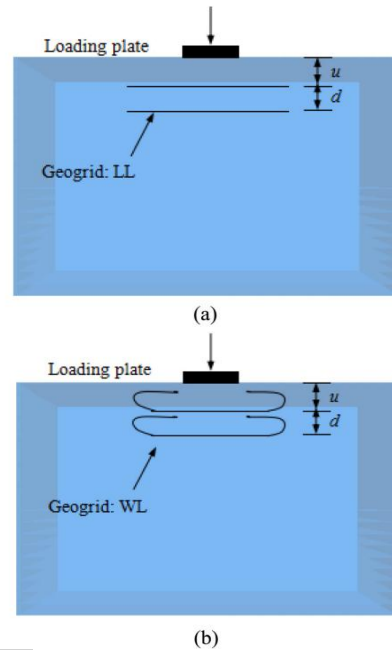 Loading plate
u
d
Geogrid: LL
(a)
Loading plate
u
d
Geogrid: WL
(b)